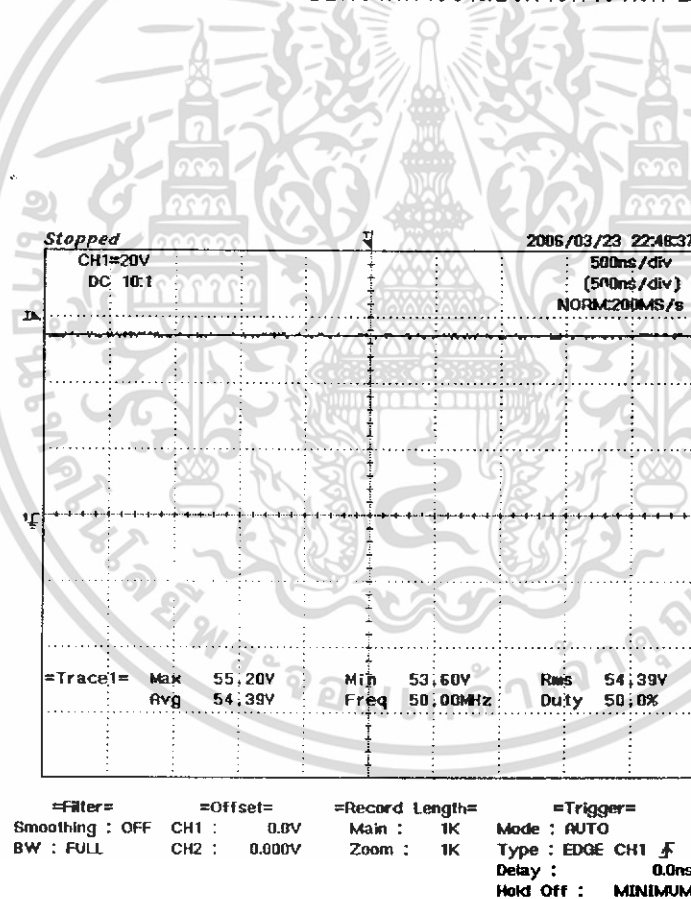 Stopped
2006/03/23 22:48:37
CH1=20V
500ns/div
DC 10:1
(500ns/div)
NORM:200MS/s
=Trace1= Max 55.20V Min 53.60V Rms 54.39V
Avg 54.39V Freq 50.00MHz Duty 50.0%
=Filter= =Offset= =Record Length= =Trigger=
Smoothing : OFF CH1 : 0.0V Main : 1K Mode : AUTO
BW : FULL CH2 : 0.000V Zoom : 1K Type : EDGE CH1
Delay : 0.0ns
Hold Off : MINIMUM